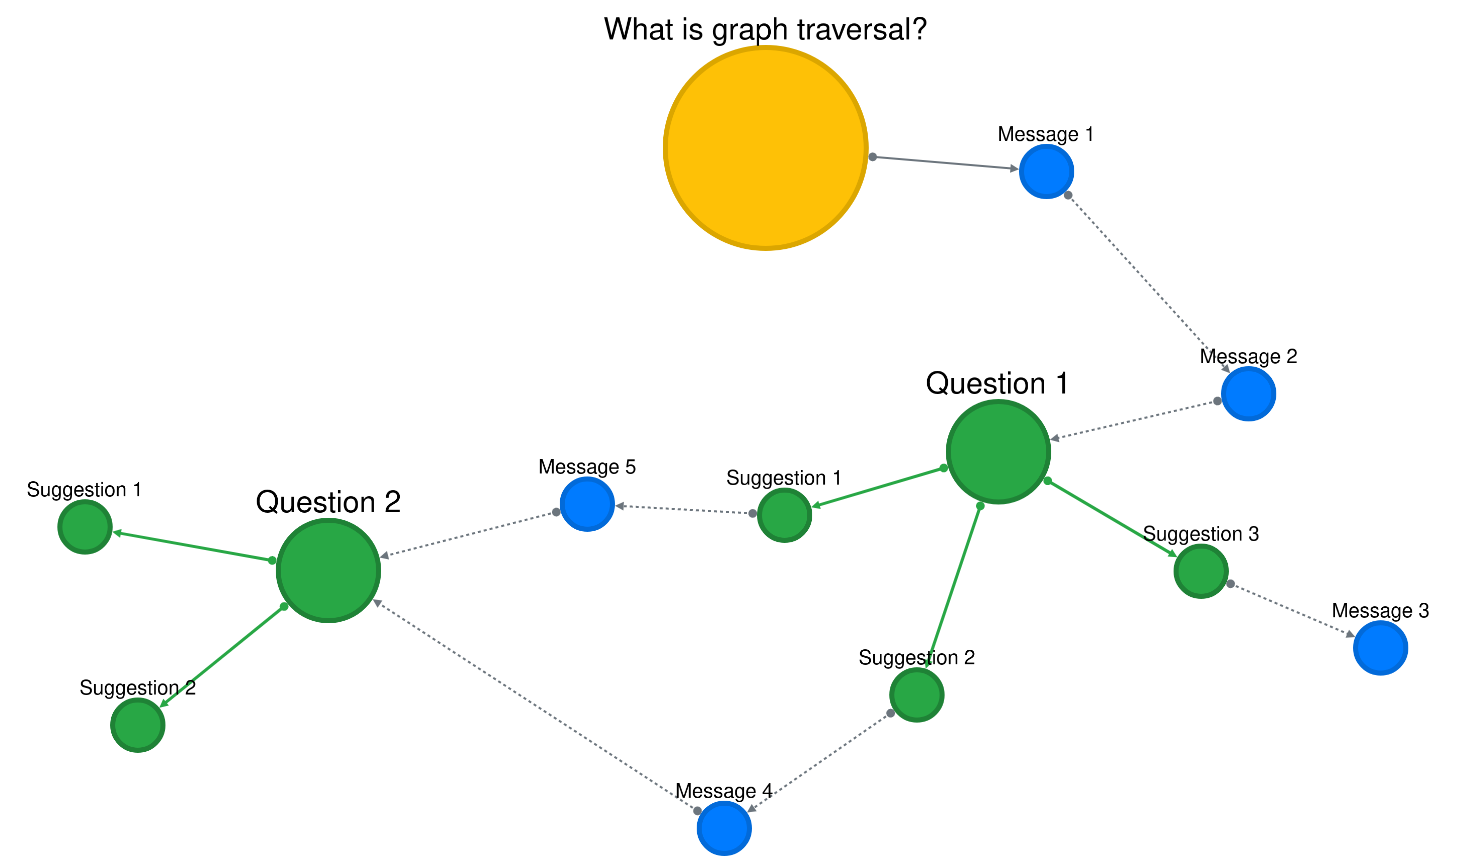 What is graph traversal?
Message 1
Message 2
Question 1
Message 5
Suggestion 1
Suggestion 1
Question 2
Suggestion 3
Message 3
Suggestion 2
Suggestion 2
Message 4